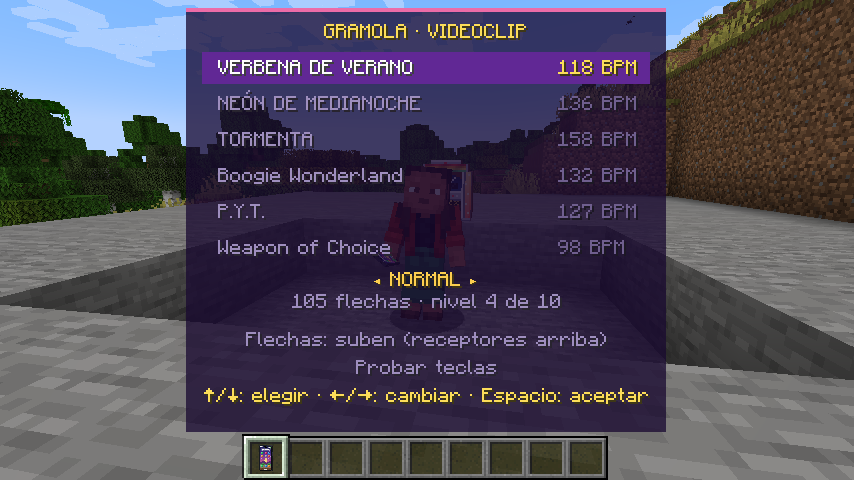 GRAMOLA · VIDEOCLIP
VERBENA DE VERANO 118 BPM
NEÓN DE MEDIANOCHE 136 BPM
TORMENTA 158 BPM
Boogie Wonderland 132 BPM
P.Y.T. 127 BPM
Weapon of Choice 98 BPM
◂ NORMAL ▸
105 flechas · nivel 4 de 10
Flechas: suben (receptores arriba)
Probar teclas
↑/↓: elegir · ←/→: cambiar · Espacio: aceptar